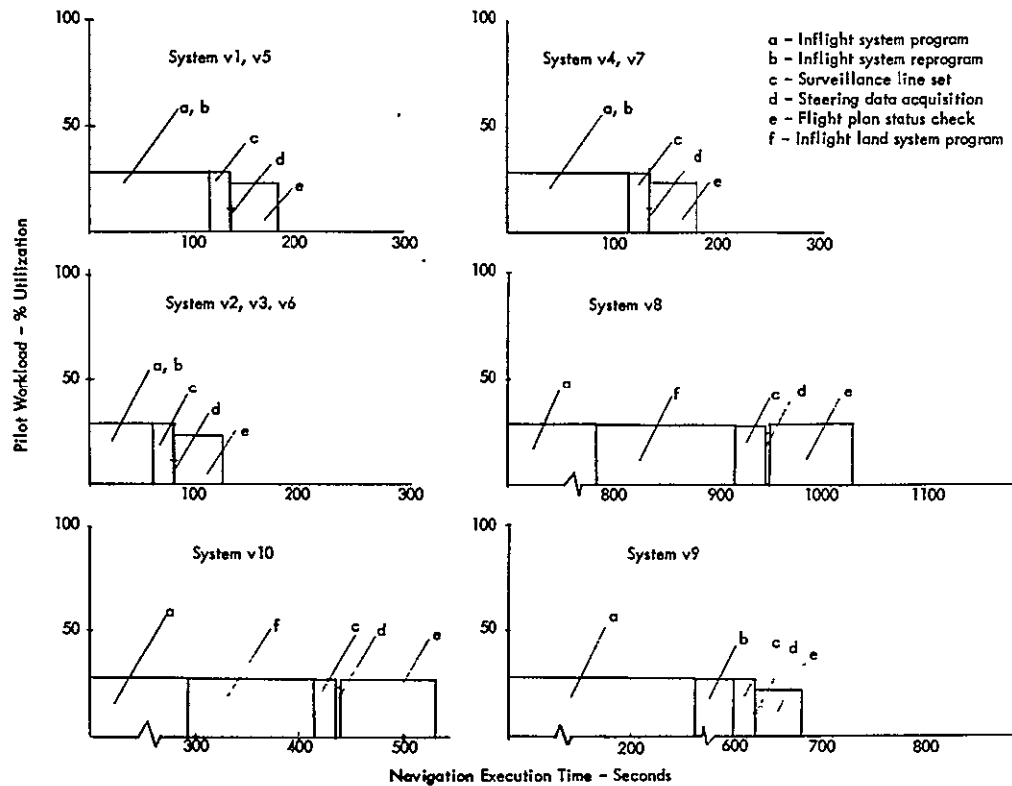 100
System v1, v5
a, b
50
c
d
e
100
200
300
100
System v4, v7
a, b
50
c
d
e
100
200
300
a – Inflight system program
b – Inflight system reprogram
c – Surveillance line set
d – Steering data acquisition
e – Flight plan status check
f – Inflight land system program
Pilot Workload – % Utilization
100
System v2, v3, v6
a, b
50
c
d
e
100
200
300
100
System v8
50
a
f
c
d
e
800
900
1000
1100
100
System v10
50
a
f
c
d
e
300
400
500
100
System v9
50
a
b
c
d
e
200
600
700
800
Navigation Execution Time – Seconds